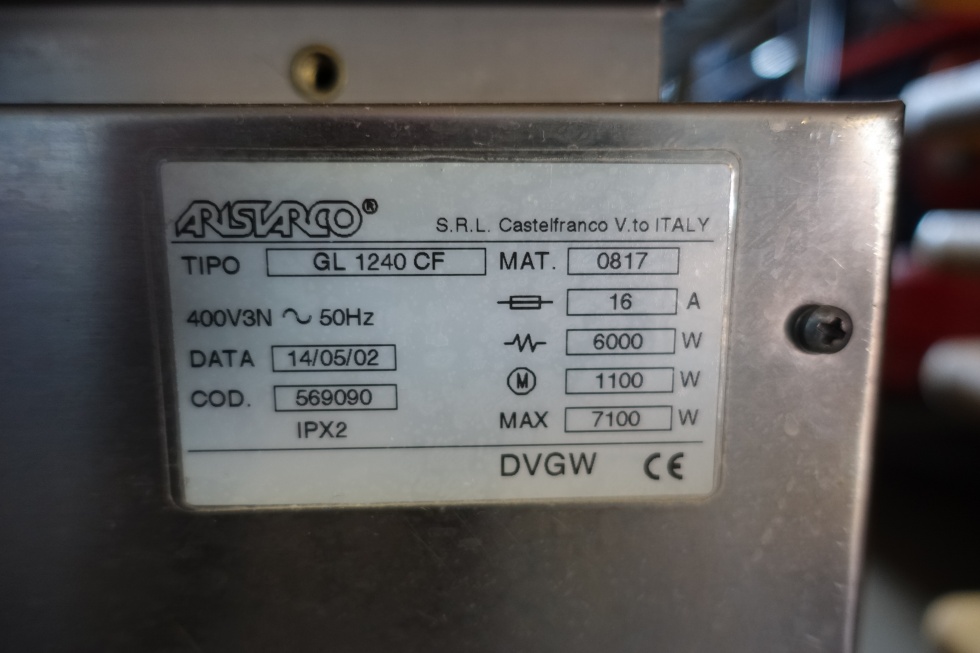 ARISTARCO®
S.R.L. Castelfranco V.to ITALY
TIPO GL 1240 CF MAT. 0817
16 A
400V3N ~ 50Hz
6000 W
DATA 14/05/02
M 1100 W
COD. 569090
MAX 7100 W
IPX2
DVGW CE